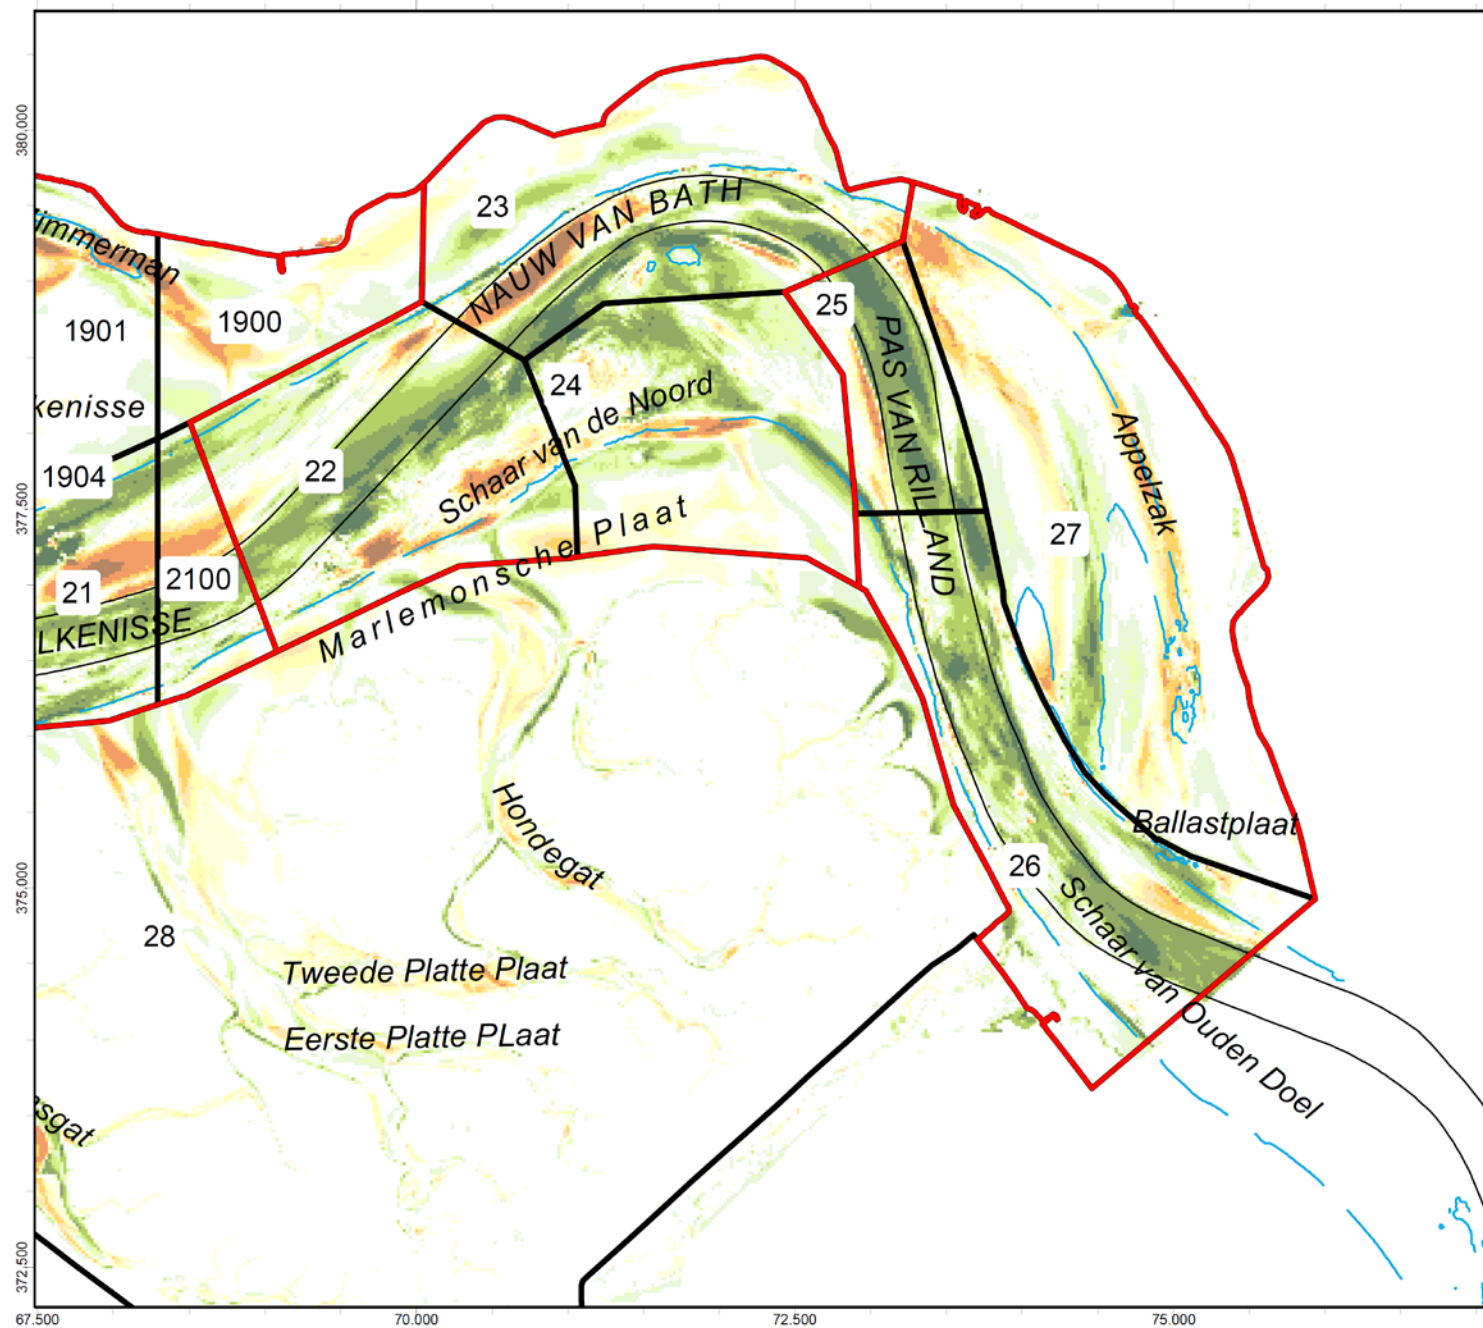 380.000
377.500
375.000
372.500
67.500
70.000
72.500
75.000
23
NAUW VAN BATH
immerman
1901
1900
25
PAS VAN RILLAND
24
kenisse
Schaar van de Noord
Appelzak
1904
22
Marlemonsche Plaat
27
21
2100
LKENISSE
Hondegat
Ballastplaat
26
Schaar van Ouden Doel
28
Tweede Platte Plaat
Eerste Platte PLaat
sgat